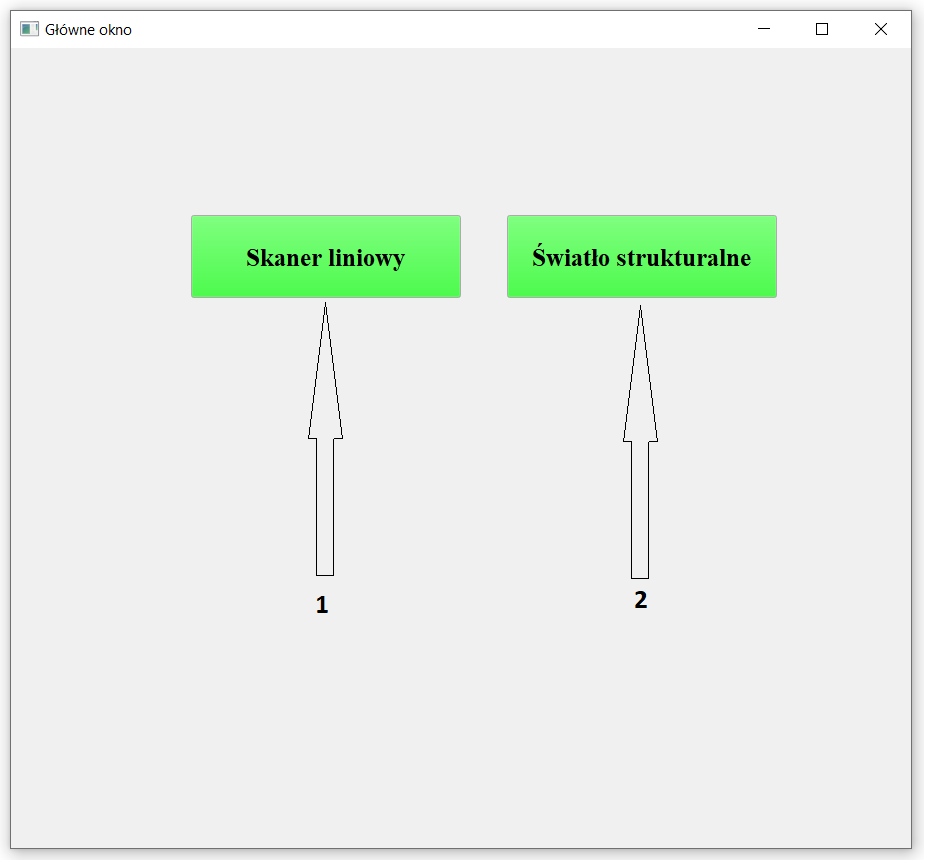 Główne okno
Skaner liniowy
Światło strukturalne
1
2